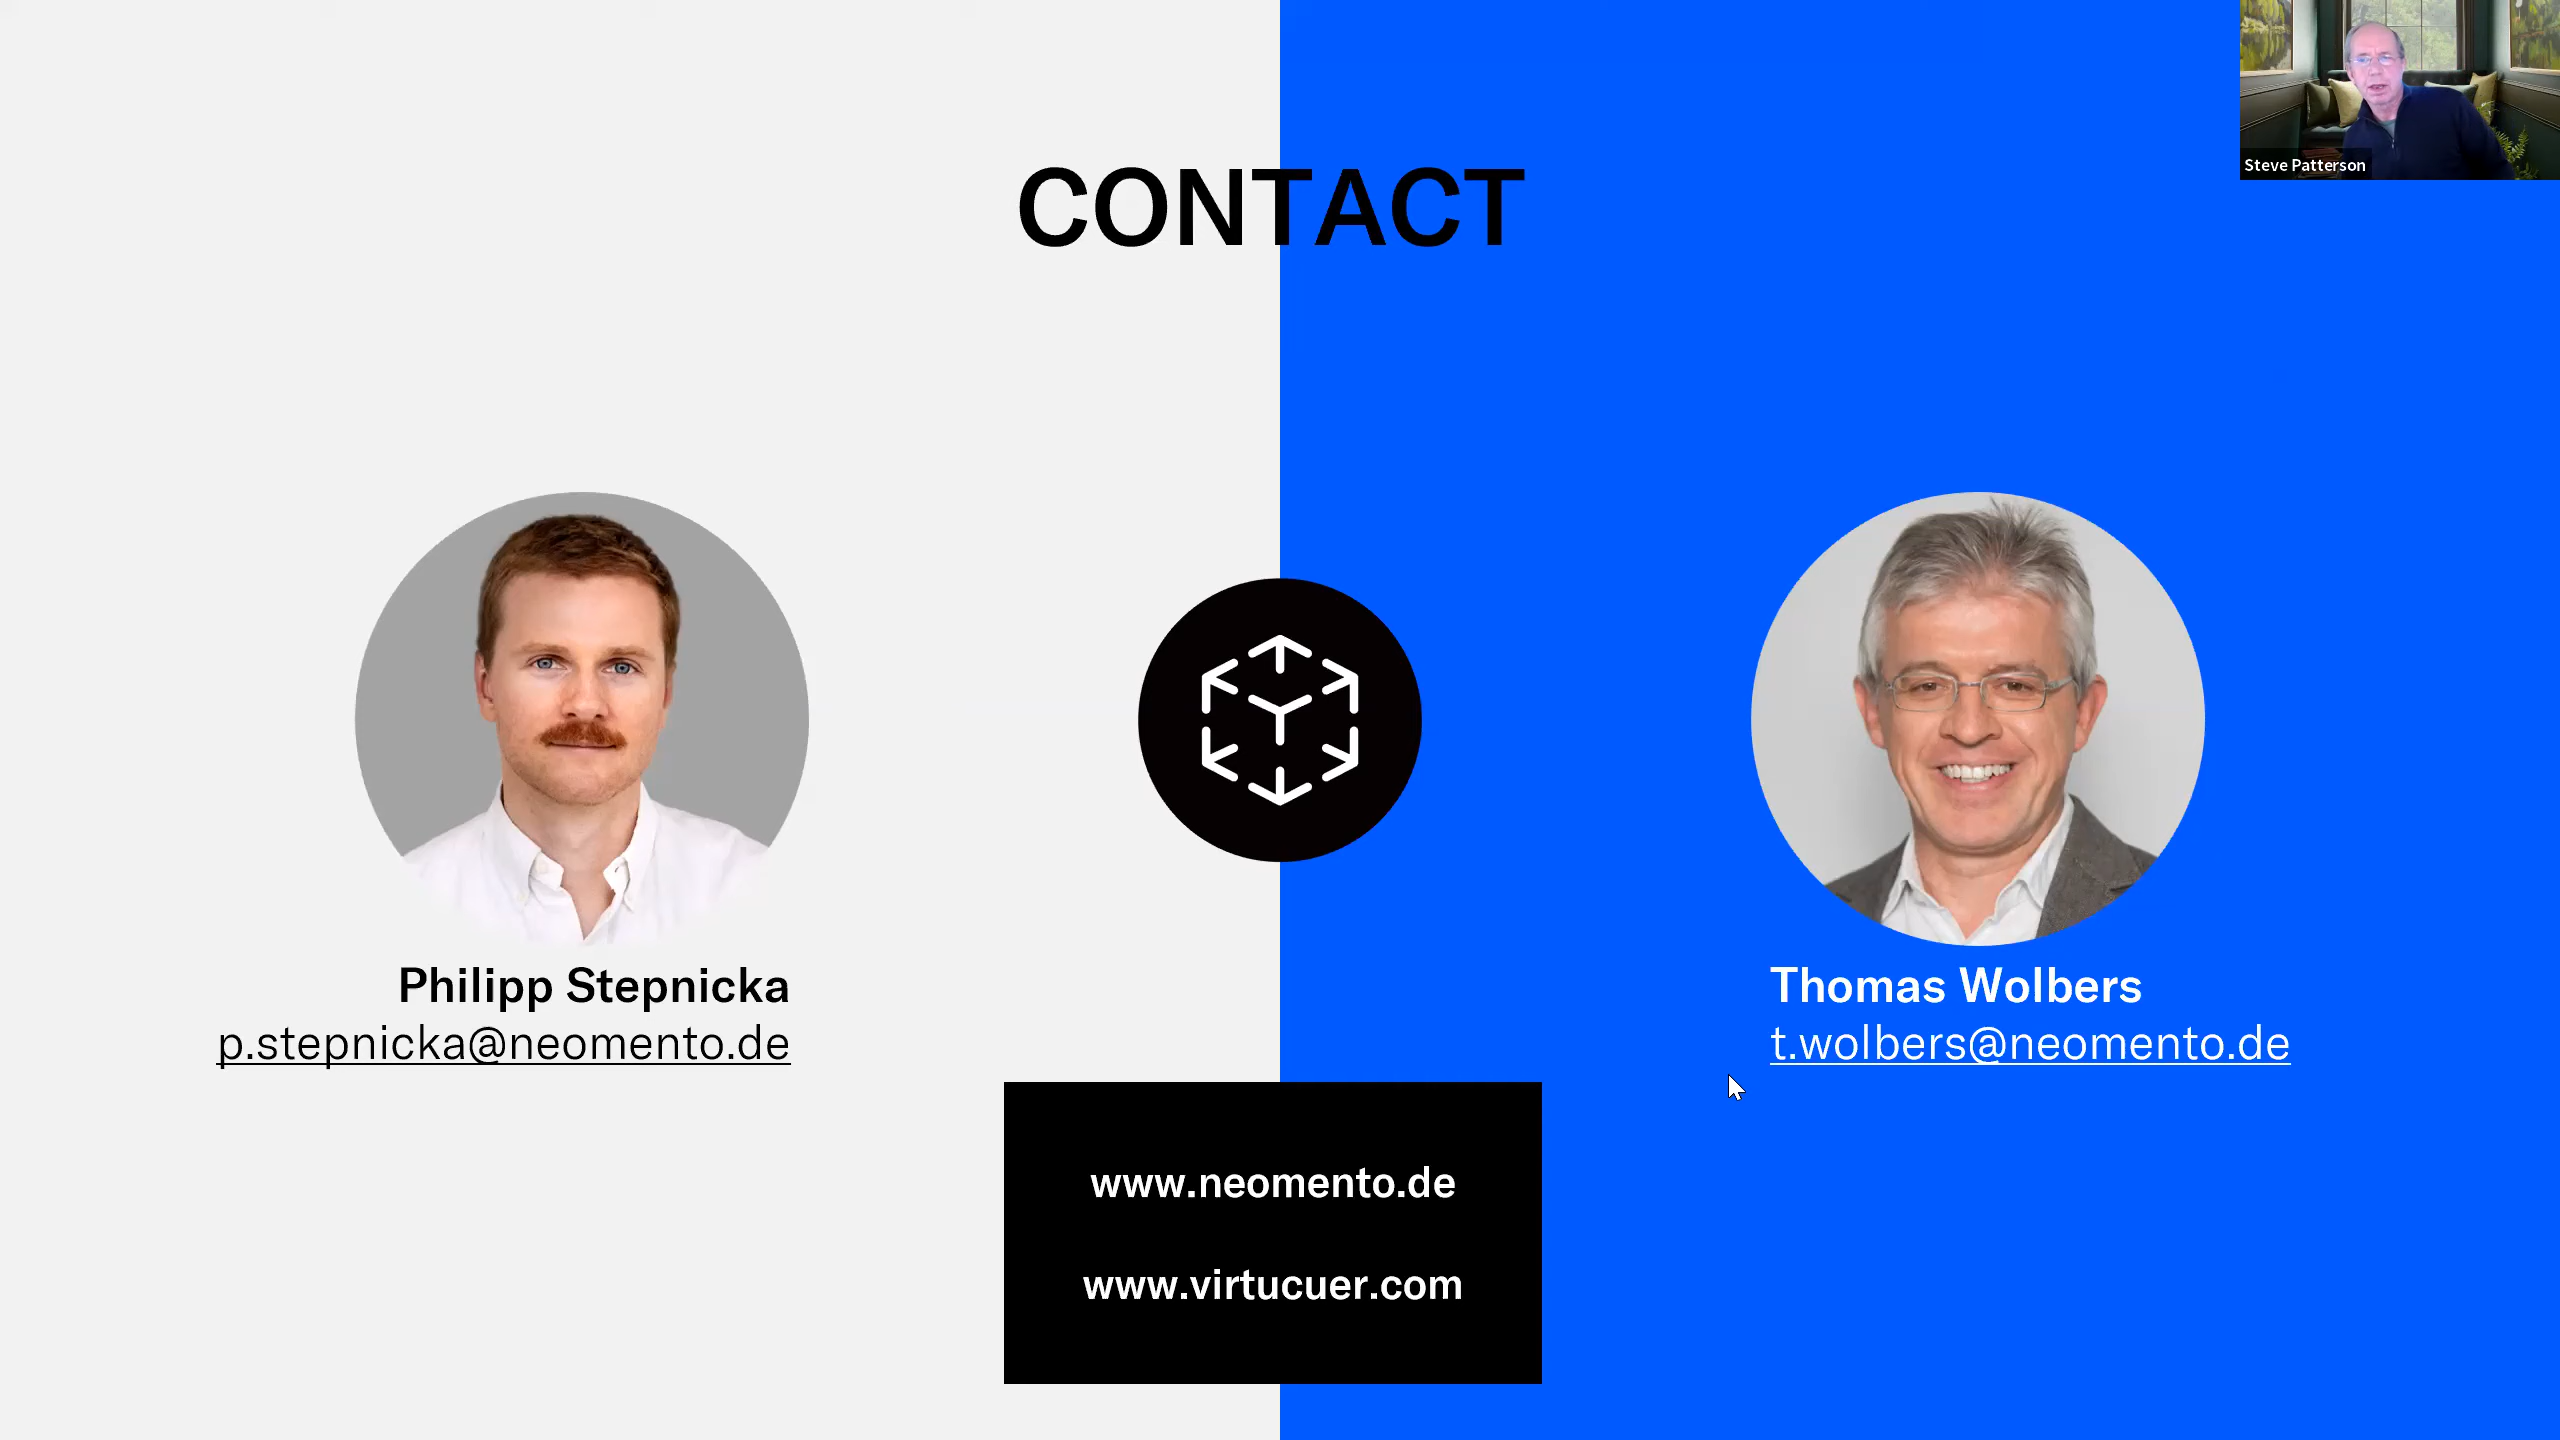 Steve Patterson
CONTACT
Philipp Stepnicka
p.stepnicka@neomento.de
Thomas Wolbers
t.wolbers@neomento.de
www.neomento.de
www.virtucuer.com